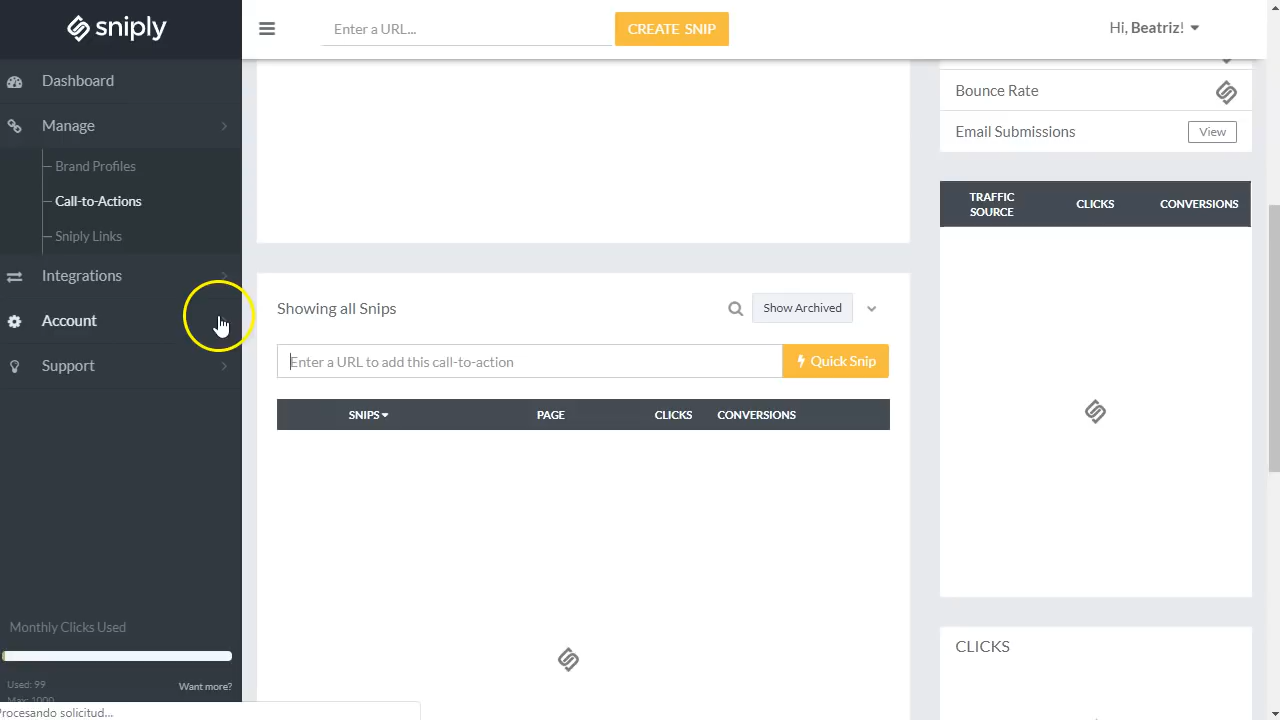 sniply
Enter a URL...
CREATE SNIP
Hi, Beatriz!
Dashboard
Manage
Brand Profiles
Call-to-Actions
Sniply Links
Integrations
Account
Support
Monthly Clicks Used
Used: 99
Max: 1000
Want more?
Procesando solicitud...
Showing all Snips
Show Archived
Enter a URL to add this call-to-action
Quick Snip
SNIPS
PAGE
CLICKS
CONVERSIONS
Bounce Rate
Email Submissions
View
TRAFFIC
SOURCE
CLICKS
CONVERSIONS
CLICKS